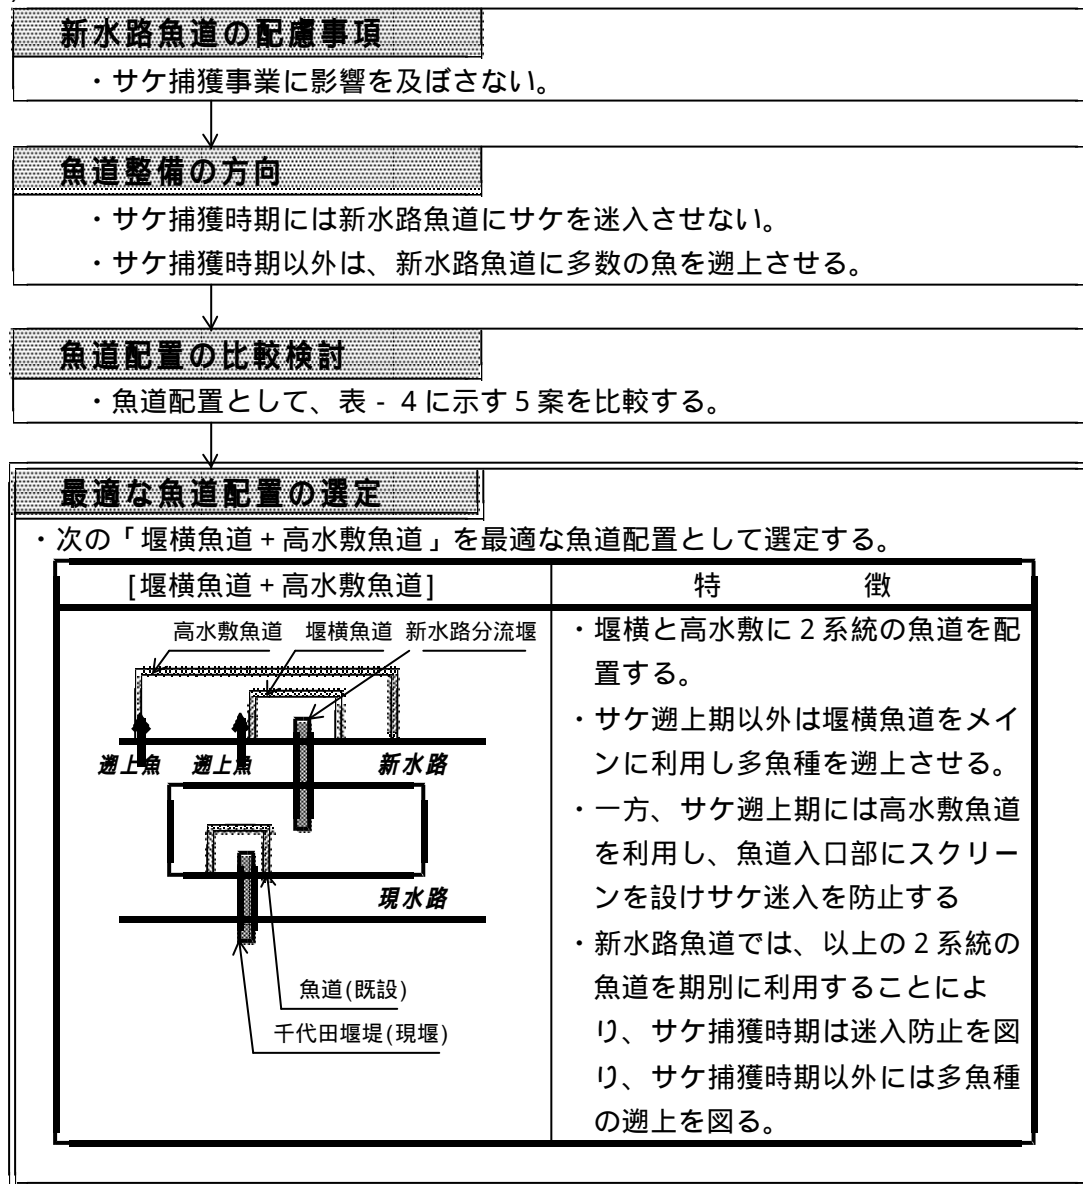 新水路魚道の配慮事項
・サケ捕獲事業に影響を及ぼさない。
魚道整備の方向
・サケ捕獲時期には新水路魚道にサケを迷入させない。
・サケ捕獲時期以外は、新水路魚道に多数の魚を遡上させる。
魚道配置の比較検討
・魚道配置として、表‐４に示す５案を比較する。
最適な魚道配置の選定
・次の「堰横魚道＋高水敷魚道」を最適な魚道配置として選定する。
[堰横魚道＋高水敷魚道]
特　　　徴
高水敷魚道　堰横魚道　新水路分流堰
遡上魚　遡上魚　新水路
現水路
魚道(既設)
千代田堰堤(現堰)
・堰横と高水敷に２系統の魚道を配
置する。
・サケ遡上期以外は堰横魚道をメイ
ンに利用し多魚種を遡上させる。
・一方、サケ遡上期には高水敷魚道
を利用し、魚道入口部にスクリー
ンを設けサケ迷入を防止する
・新水路魚道では、以上の２系統の
魚道を期別に利用することによ
り、サケ捕獲時期は迷入防止を図
り、サケ捕獲時期以外には多魚種
の遡上を図る。